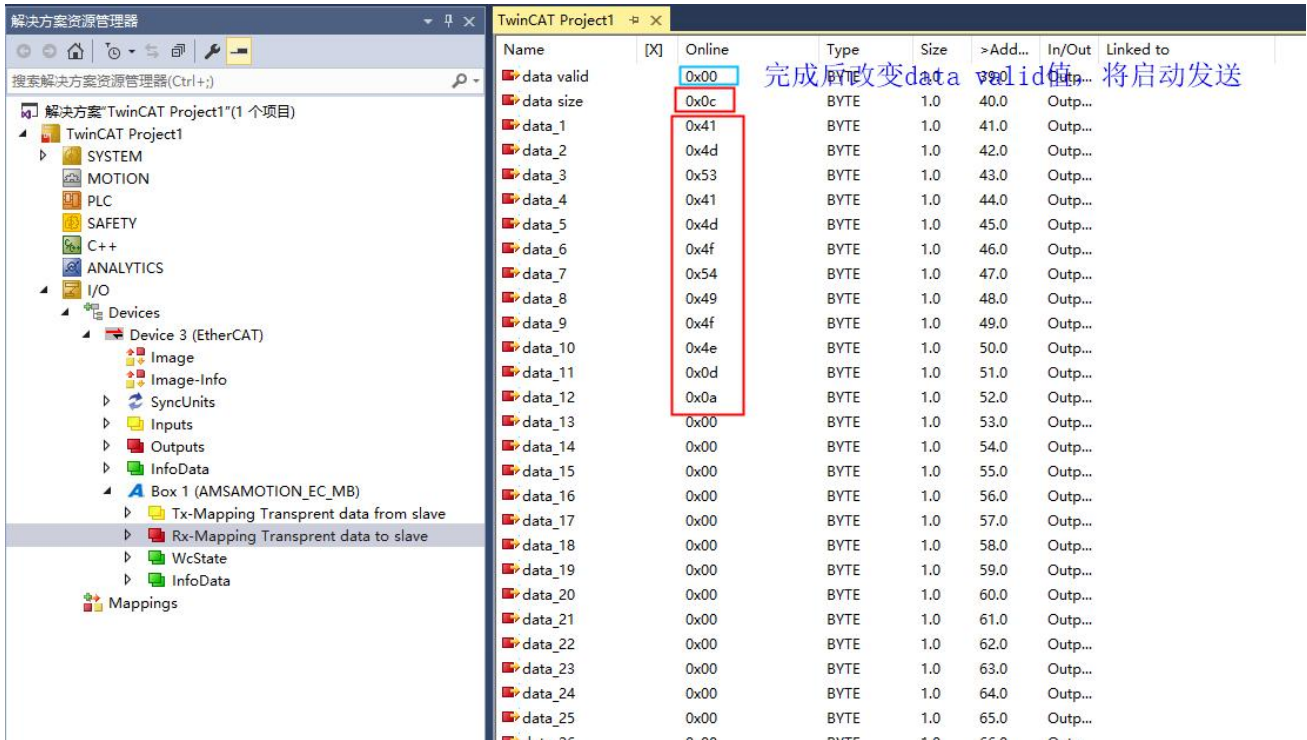 解决方案资源管理器
搜索解决方案资源管理器(Ctrl+;)
解决方案"TwinCAT Project1"(1 个项目)
TwinCAT Project1
SYSTEM
MOTION
PLC
SAFETY
C++
ANALYTICS
I/O
Devices
Device 3 (EtherCAT)
Image
Image-Info
SyncUnits
Inputs
Outputs
InfoData
Box 1 (AMSAMOTION_EC_MB)
Tx-Mapping Transprent data from slave
Rx-Mapping Transprent data to slave
WcState
InfoData
Mappings
TwinCAT Project1
Name [X] Online Type Size >Add... In/Out Linked to
完成后改变data valid值,将启动发送
data valid 0x00 BYTE 1.0 39.0 Outp...
data size 0x0c BYTE 1.0 40.0 Outp...
data_1 0x41 BYTE 1.0 41.0 Outp...
data_2 0x4d BYTE 1.0 42.0 Outp...
data_3 0x53 BYTE 1.0 43.0 Outp...
data_4 0x41 BYTE 1.0 44.0 Outp...
data_5 0x4d BYTE 1.0 45.0 Outp...
data_6 0x4f BYTE 1.0 46.0 Outp...
data_7 0x54 BYTE 1.0 47.0 Outp...
data_8 0x49 BYTE 1.0 48.0 Outp...
data_9 0x4f BYTE 1.0 49.0 Outp...
data_10 0x4e BYTE 1.0 50.0 Outp...
data_11 0x0d BYTE 1.0 51.0 Outp...
data_12 0x0a BYTE 1.0 52.0 Outp...
data_13 0x00 BYTE 1.0 53.0 Outp...
data_14 0x00 BYTE 1.0 54.0 Outp...
data_15 0x00 BYTE 1.0 55.0 Outp...
data_16 0x00 BYTE 1.0 56.0 Outp...
data_17 0x00 BYTE 1.0 57.0 Outp...
data_18 0x00 BYTE 1.0 58.0 Outp...
data_19 0x00 BYTE 1.0 59.0 Outp...
data_20 0x00 BYTE 1.0 60.0 Outp...
data_21 0x00 BYTE 1.0 61.0 Outp...
data_22 0x00 BYTE 1.0 62.0 Outp...
data_23 0x00 BYTE 1.0 63.0 Outp...
data_24 0x00 BYTE 1.0 64.0 Outp...
data_25 0x00 BYTE 1.0 65.0 Outp...